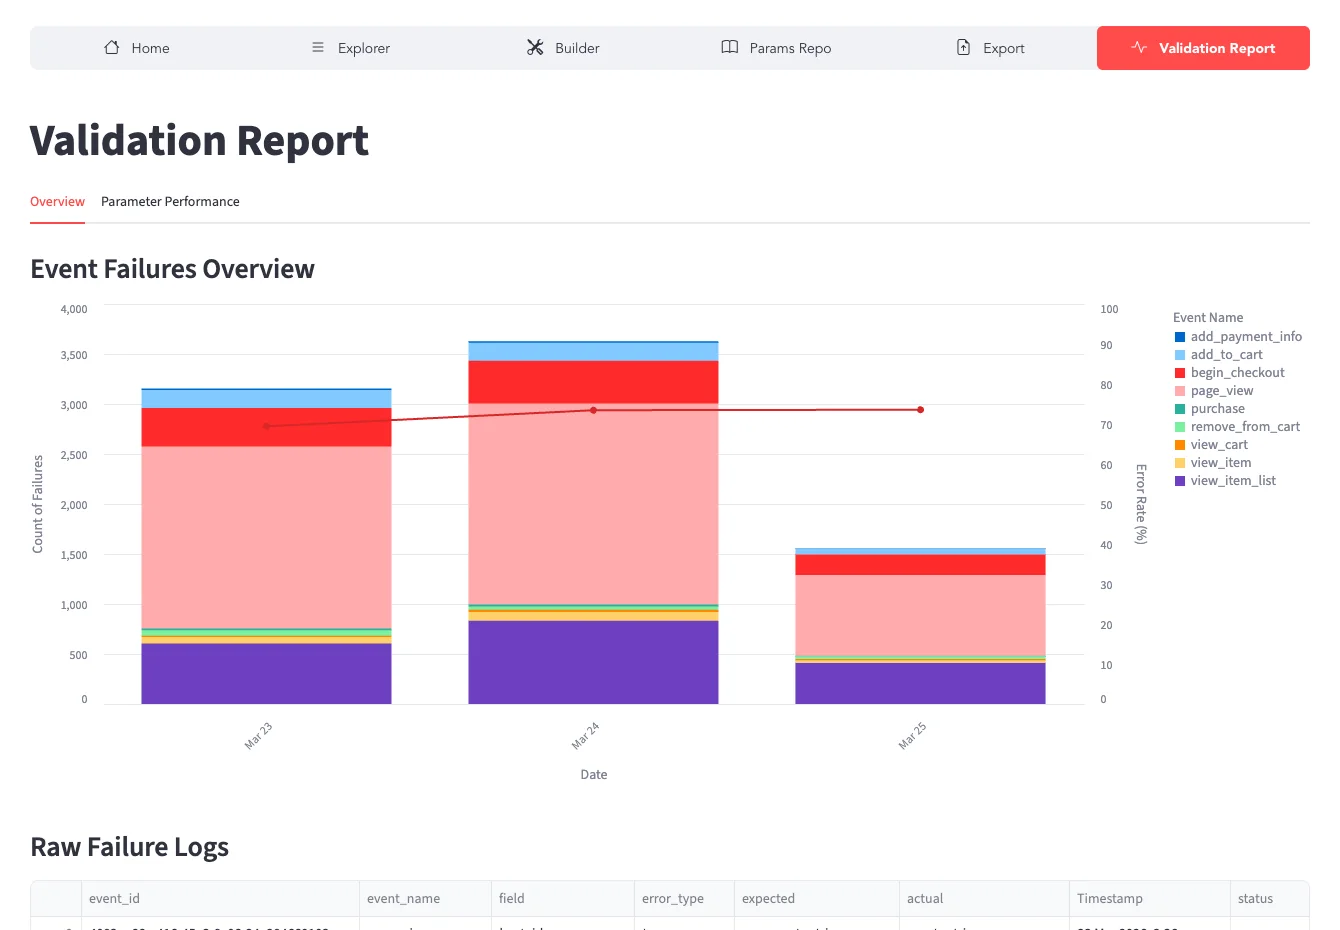 Home
Explorer
Builder
Params Repo
Export
Validation Report
Validation Report
Overview
Parameter Performance
Event Failures Overview
4,000
3,500
3,000
2,500
2,000
1,500
1,000
500
0
Count of Failures
100
90
80
70
60
50
40
30
20
10
0
Error Rate (%)
Mar 23
Mar 24
Mar 25
Date
Event Name
add_payment_info
add_to_cart
begin_checkout
page_view
purchase
remove_from_cart
view_cart
view_item
view_item_list
Raw Failure Logs
event_id
event_name
field
error_type
expected
actual
Timestamp
status